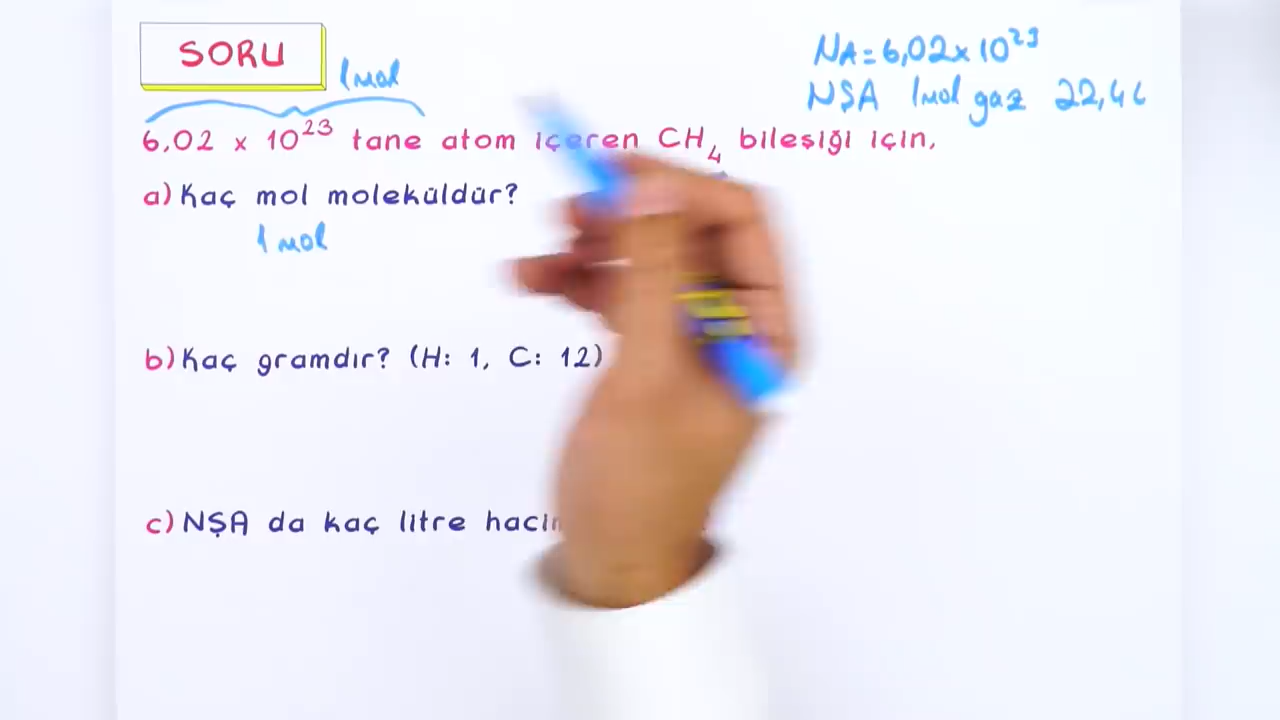 SORU
1mol
NA=6,02x10²³
NŞA 1mol gaz 22,4L
6,02 x 10²³ tane atom içeren CH₄ bileşiği için,
a) Kaç mol moleküldür?
1 mol
b) Kaç gramdır? (H: 1, C: 12)
c) NŞA da kaç litre